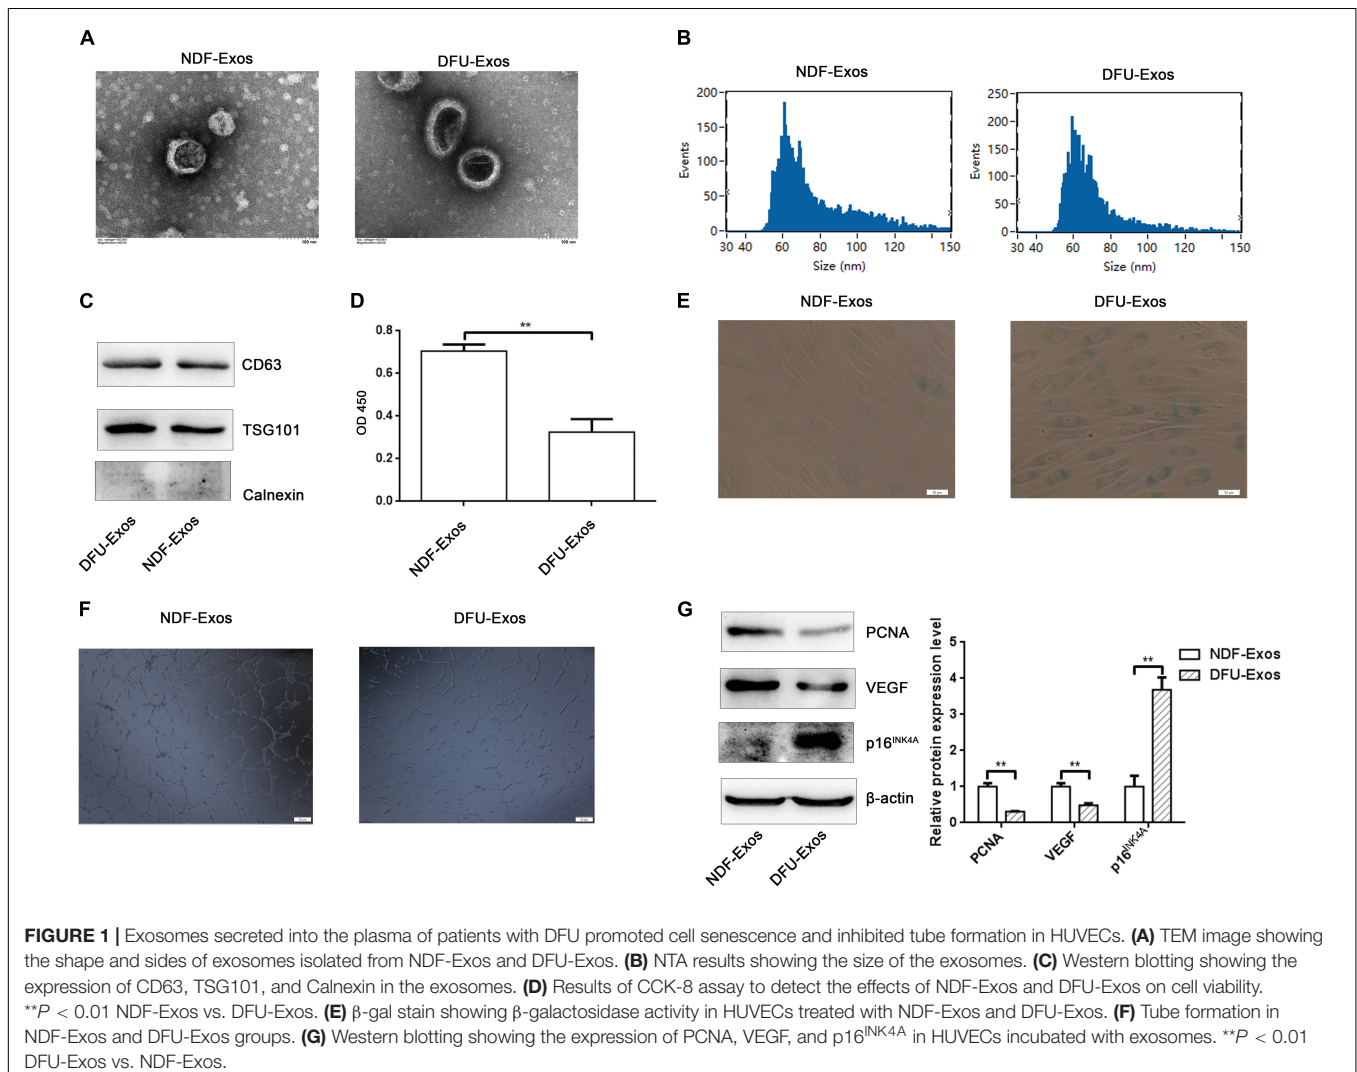 A
NDF-Exos
DFU-Exos
100 nm
100 nm
B
NDF-Exos
DFU-Exos
Events
200
150
100
50
0
30 40 60 80 100 120 150
Size (nm)
250
200
150
100
50
0
30 40 60 80 100 120 150
Size (nm)
C
CD63
TSG101
Calnexin
DFU-Exos
NDF-Exos
D
OD 450
0.8
0.6
0.4
0.2
0.0
**
NDF-Exos
DFU-Exos
E
NDF-Exos
DFU-Exos
F
NDF-Exos
DFU-Exos
G
PCNA
VEGF
p16INK4A
β-actin
NDF-Exos
DFU-Exos
Relative protein expression level
5
4
3
2
1
0
**
**
**
PCNA
VEGF
p16INK4A
NDF-Exos
DFU-Exos
FIGURE 1 | Exosomes secreted into the plasma of patients with DFU promoted cell senescence and inhibited tube formation in HUVECs. (A) TEM image showing
the shape and sides of exosomes isolated from NDF-Exos and DFU-Exos. (B) NTA results showing the size of the exosomes. (C) Western blotting showing the
expression of CD63, TSG101, and Calnexin in the exosomes. (D) Results of CCK-8 assay to detect the effects of NDF-Exos and DFU-Exos on cell viability.
**P < 0.01 NDF-Exos vs. DFU-Exos. (E) β-gal stain showing β-galactosidase activity in HUVECs treated with NDF-Exos and DFU-Exos. (F) Tube formation in
NDF-Exos and DFU-Exos groups. (G) Western blotting showing the expression of PCNA, VEGF, and p16INK4A in HUVECs incubated with exosomes. **P < 0.01
DFU-Exos vs. NDF-Exos.